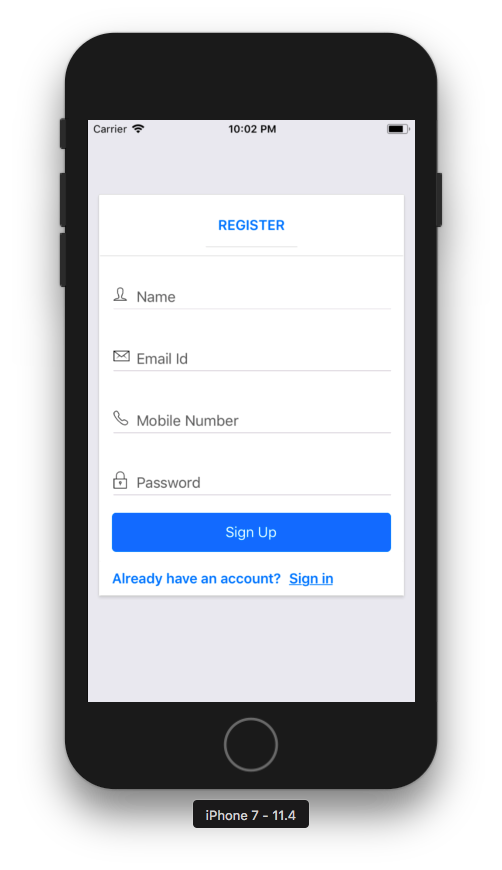 Carrier 10:02 PM
REGISTER
Name
Email Id
Mobile Number
Password
Sign Up
Already have an account? Sign in
iPhone 7 - 11.4